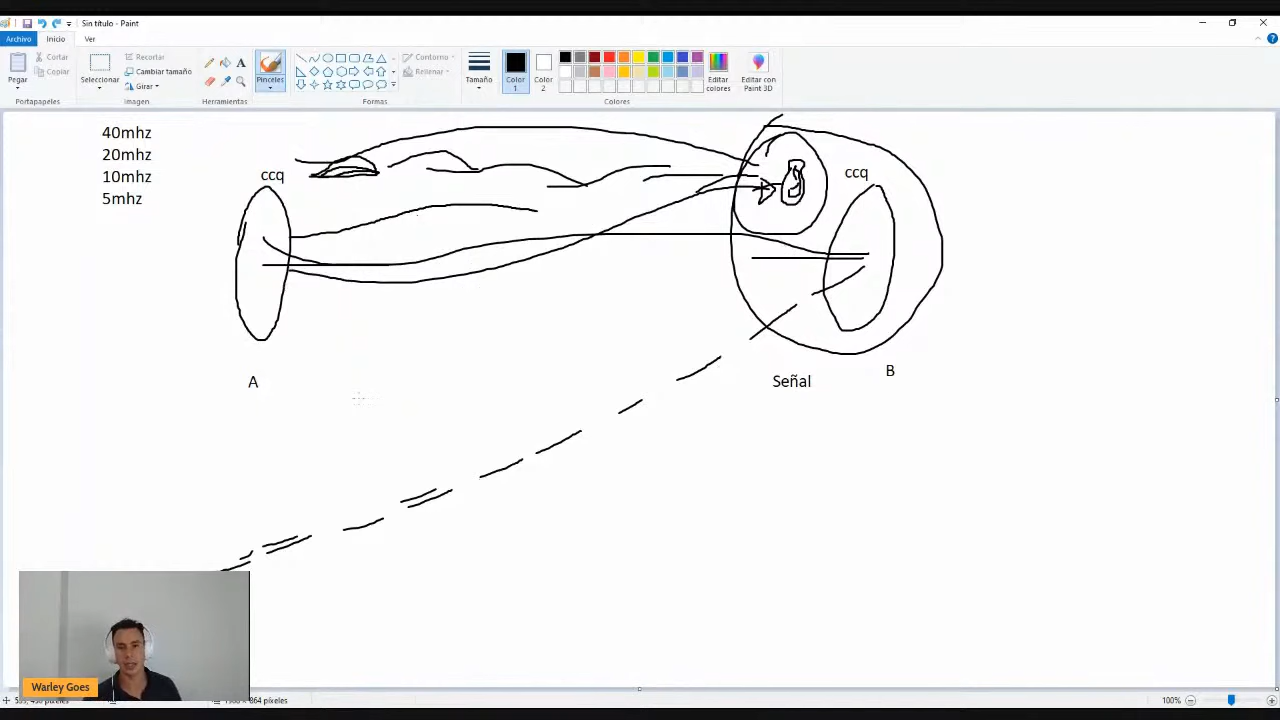 Sin título - Paint
Archivo Inicio Ver
Pegar
Cortar
Copiar
Portapapeles
Seleccionar
Recortar
Cambiar tamaño
Girar
Imagen
Herramientas
Pinceles
Formas
Contorno
Rellenar
Tamaño
Color 1
Color 2
Editar colores
Colores
Editar con Paint 3D
40mhz
20mhz
10mhz
5mhz
ccq
ccq
A
Señal
B
Warley Goes
100%